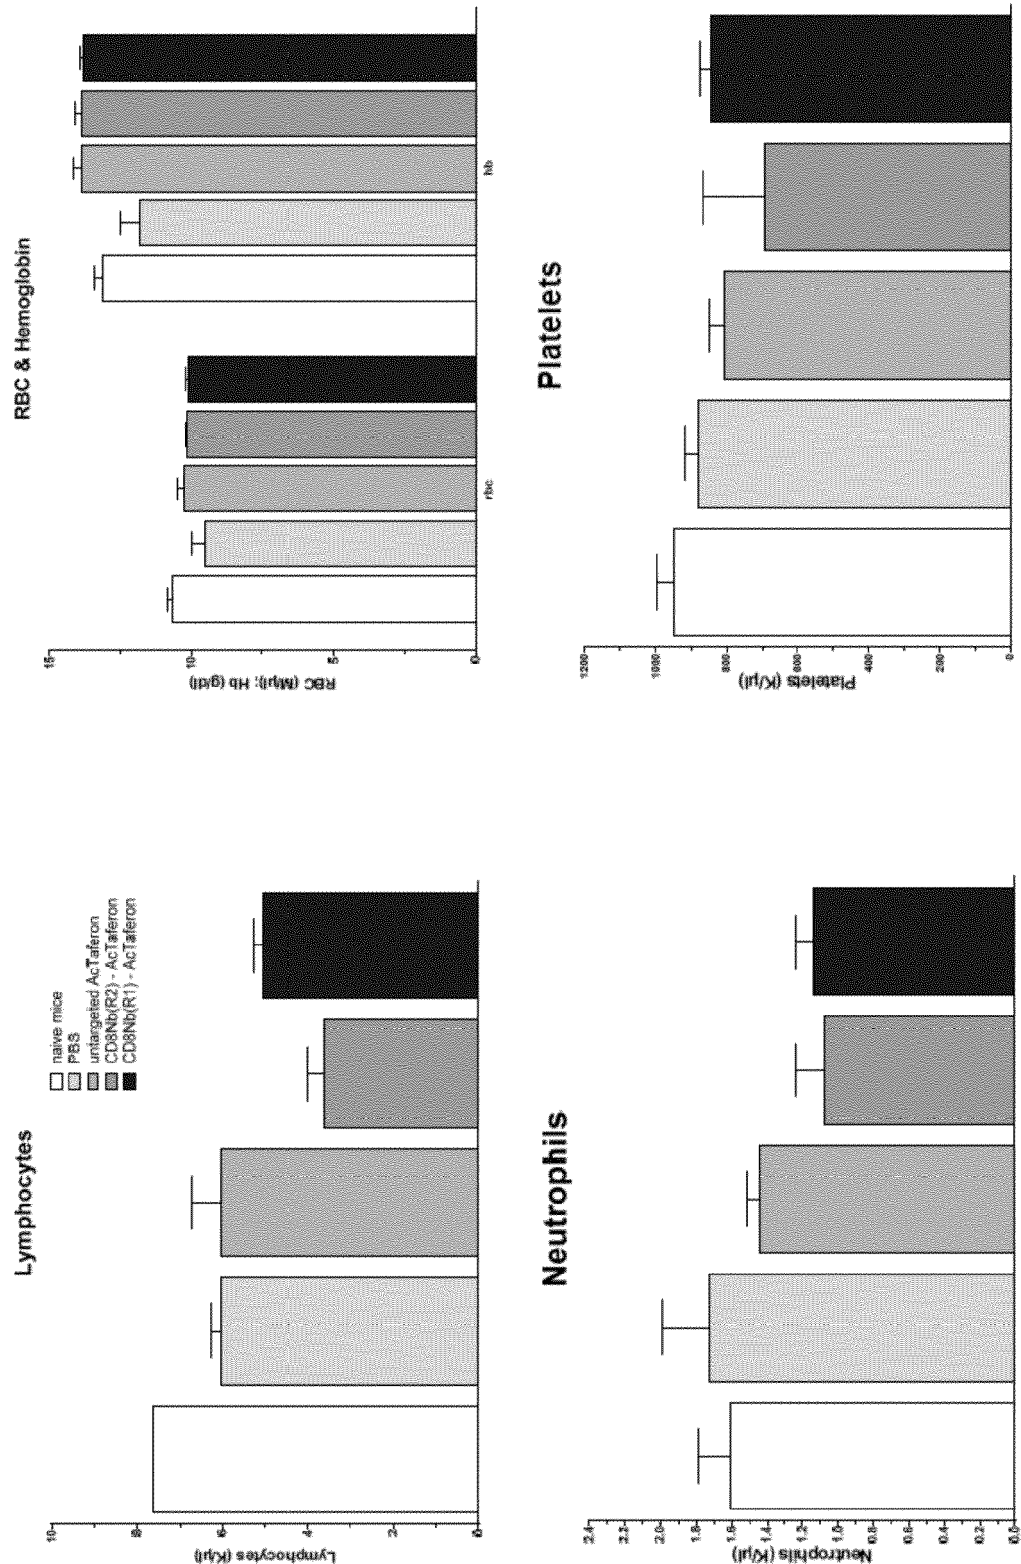 Lymphocytes
naive mice
PBS
untargeted AcTaferon
CD8Nb(R2) - AcTaferon
CD8Nb(R1) - AcTaferon
Lymphocytes (K/µl)
10
8
6
4
2
0
RBC & Hemoglobin
RBC (M/µl); Hb (g/dl)
15
10
5
0
rbc
hb
Neutrophils
Neutrophils (K/µl)
2.4
2.2
2.0
1.8
1.6
1.4
1.2
1.0
0.8
0.6
0.4
0.2
0.0
Platelets
Platelets (K/µl)
1200
1000
800
600
400
200
0